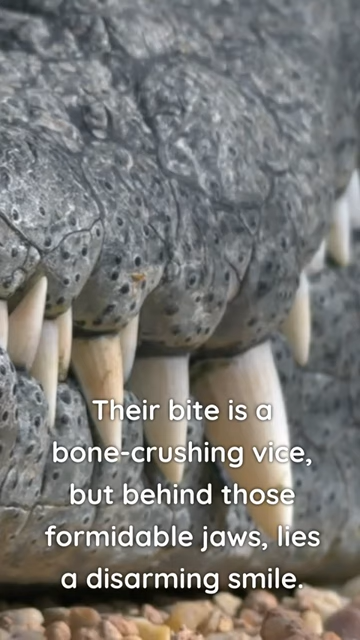 Their bite is a
bone-crushing vice,
but behind those
formidable jaws, lies
a disarming smile.